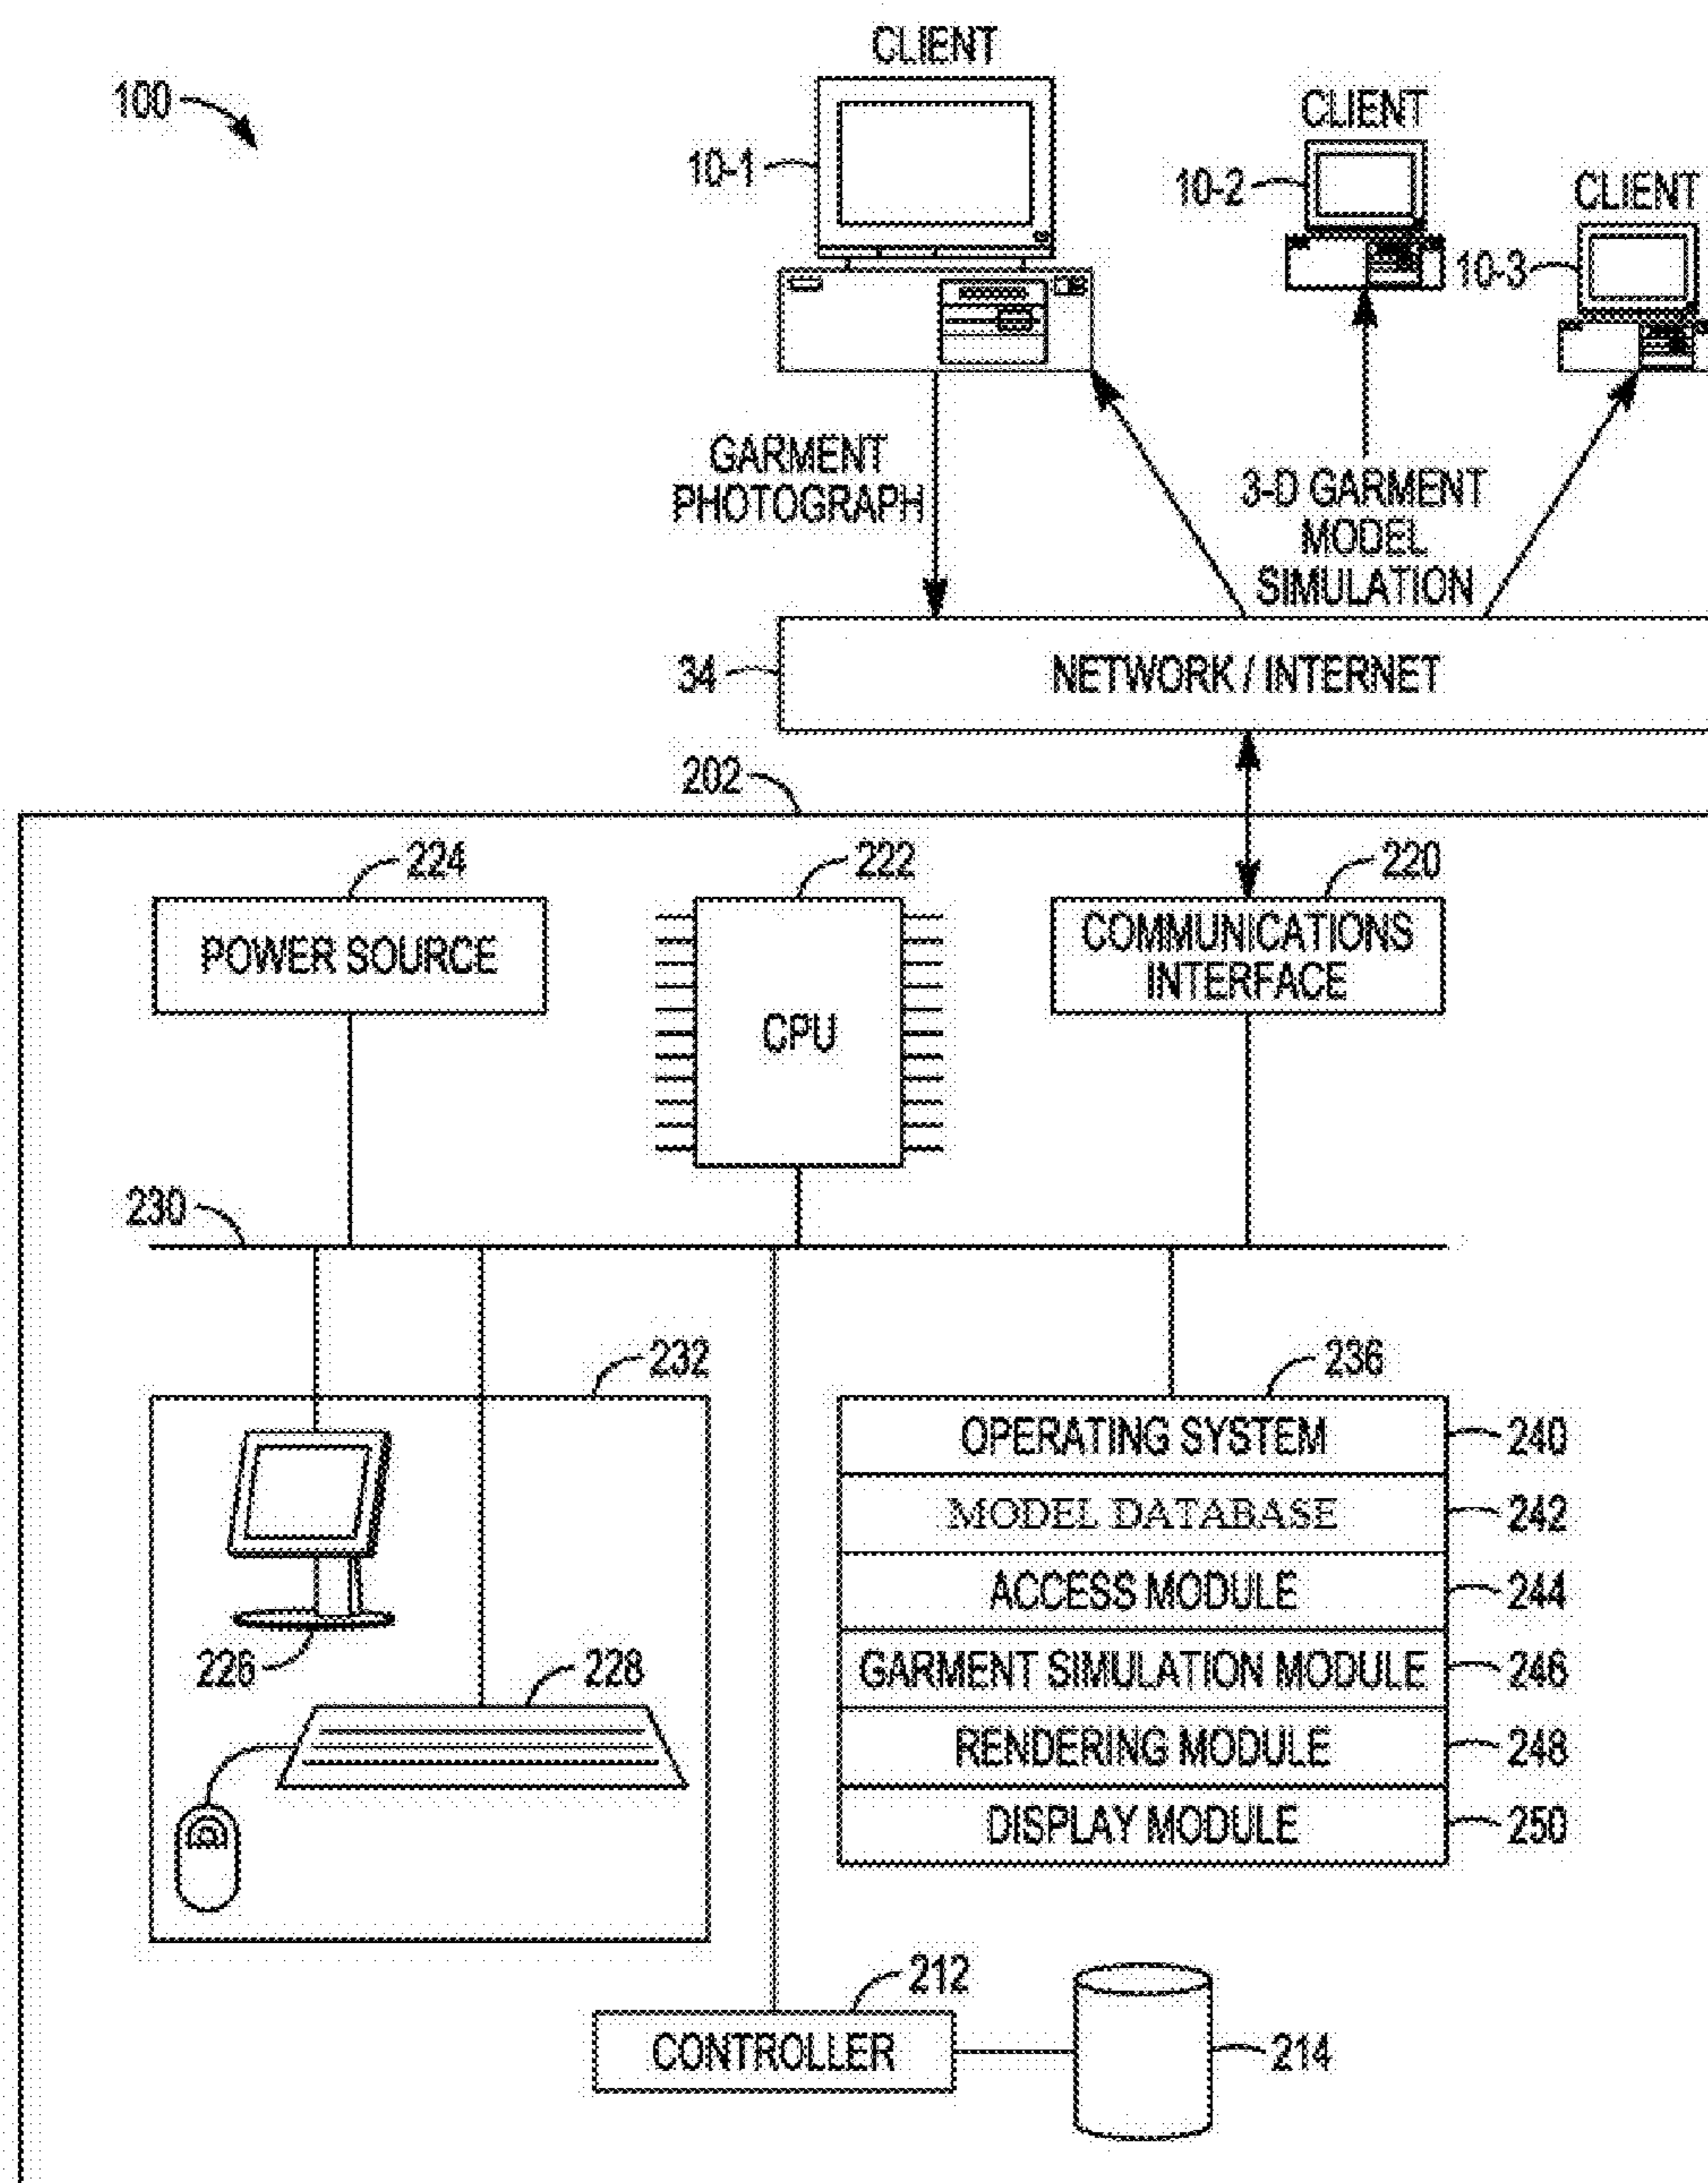 CLIENT
100
CLIENT
10-1
10-2
CLIENT
10-3
GARMENT
PHOTOGRAPH
3-D GARMENT
MODEL
SIMULATION
34
NETWORK / INTERNET
202
224
222
220
POWER SOURCE
CPU
COMMUNICATIONS
INTERFACE
230
232
236
OPERATING SYSTEM
240
MODEL DATABASE
242
ACCESS MODULE
244
226
228
GARMENT SIMULATION MODULE
246
RENDERING MODULE
248
DISPLAY MODULE
250
212
CONTROLLER
214